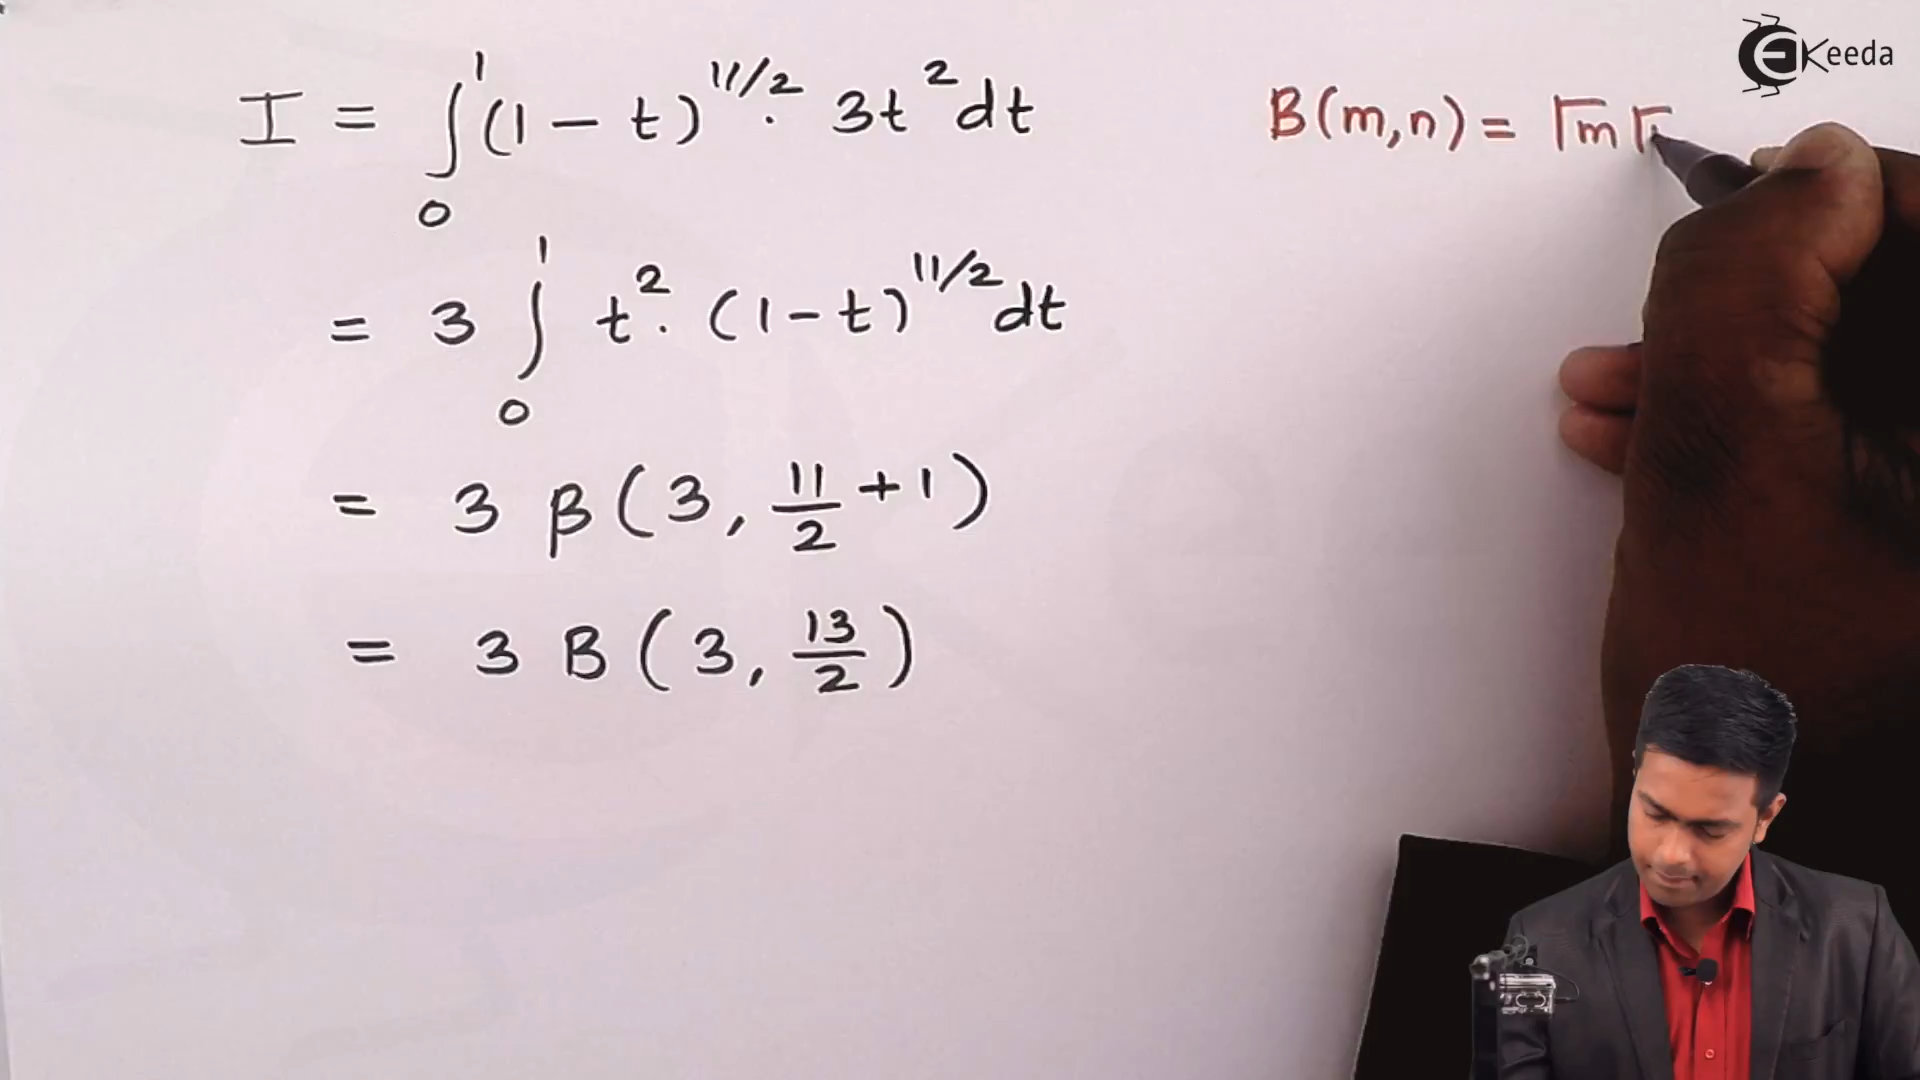 I = ∫₀¹ (1 - t)^11/2 . 3t² dt
= 3 ∫₀¹ t² . (1 - t)^11/2 dt
= 3 β (3, 11/2 + 1)
= 3 B (3, 13/2)
B(m,n) = Γm Γ
EKeeda